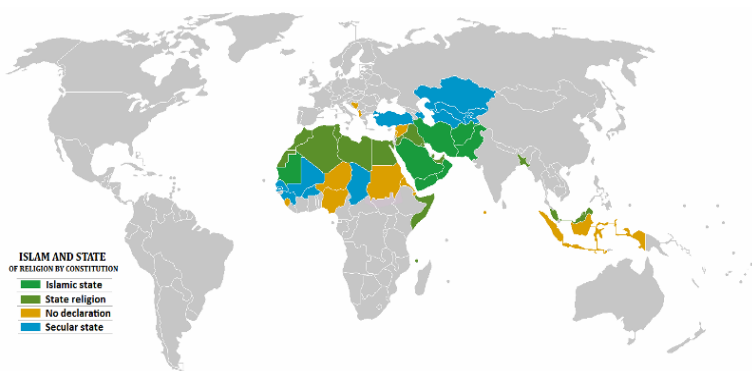 ISLAM AND STATE
OF RELIGION BY CONSTITUTION
Islamic state
State religion
No declaration
Secular state